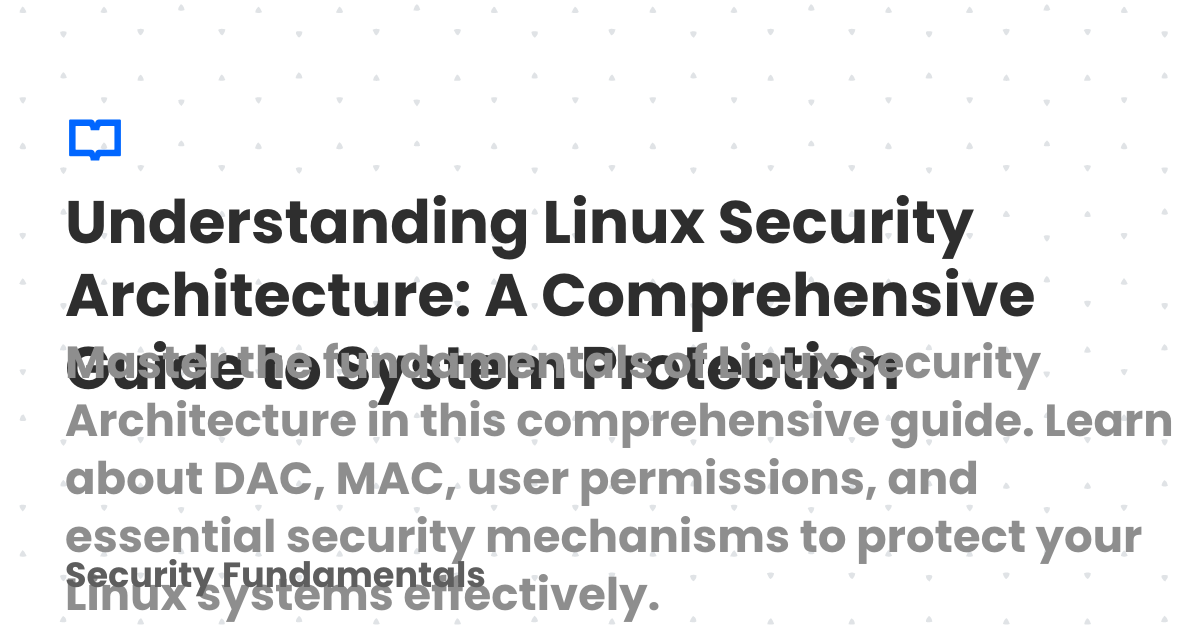 Understanding Linux Security
Architecture: A Comprehensive
Guide to System Protection
Master the fundamentals of Linux Security
Architecture in this comprehensive guide. Learn
about DAC, MAC, user permissions, and
essential security mechanisms to protect your
Linux systems effectively.
Security Fundamentals